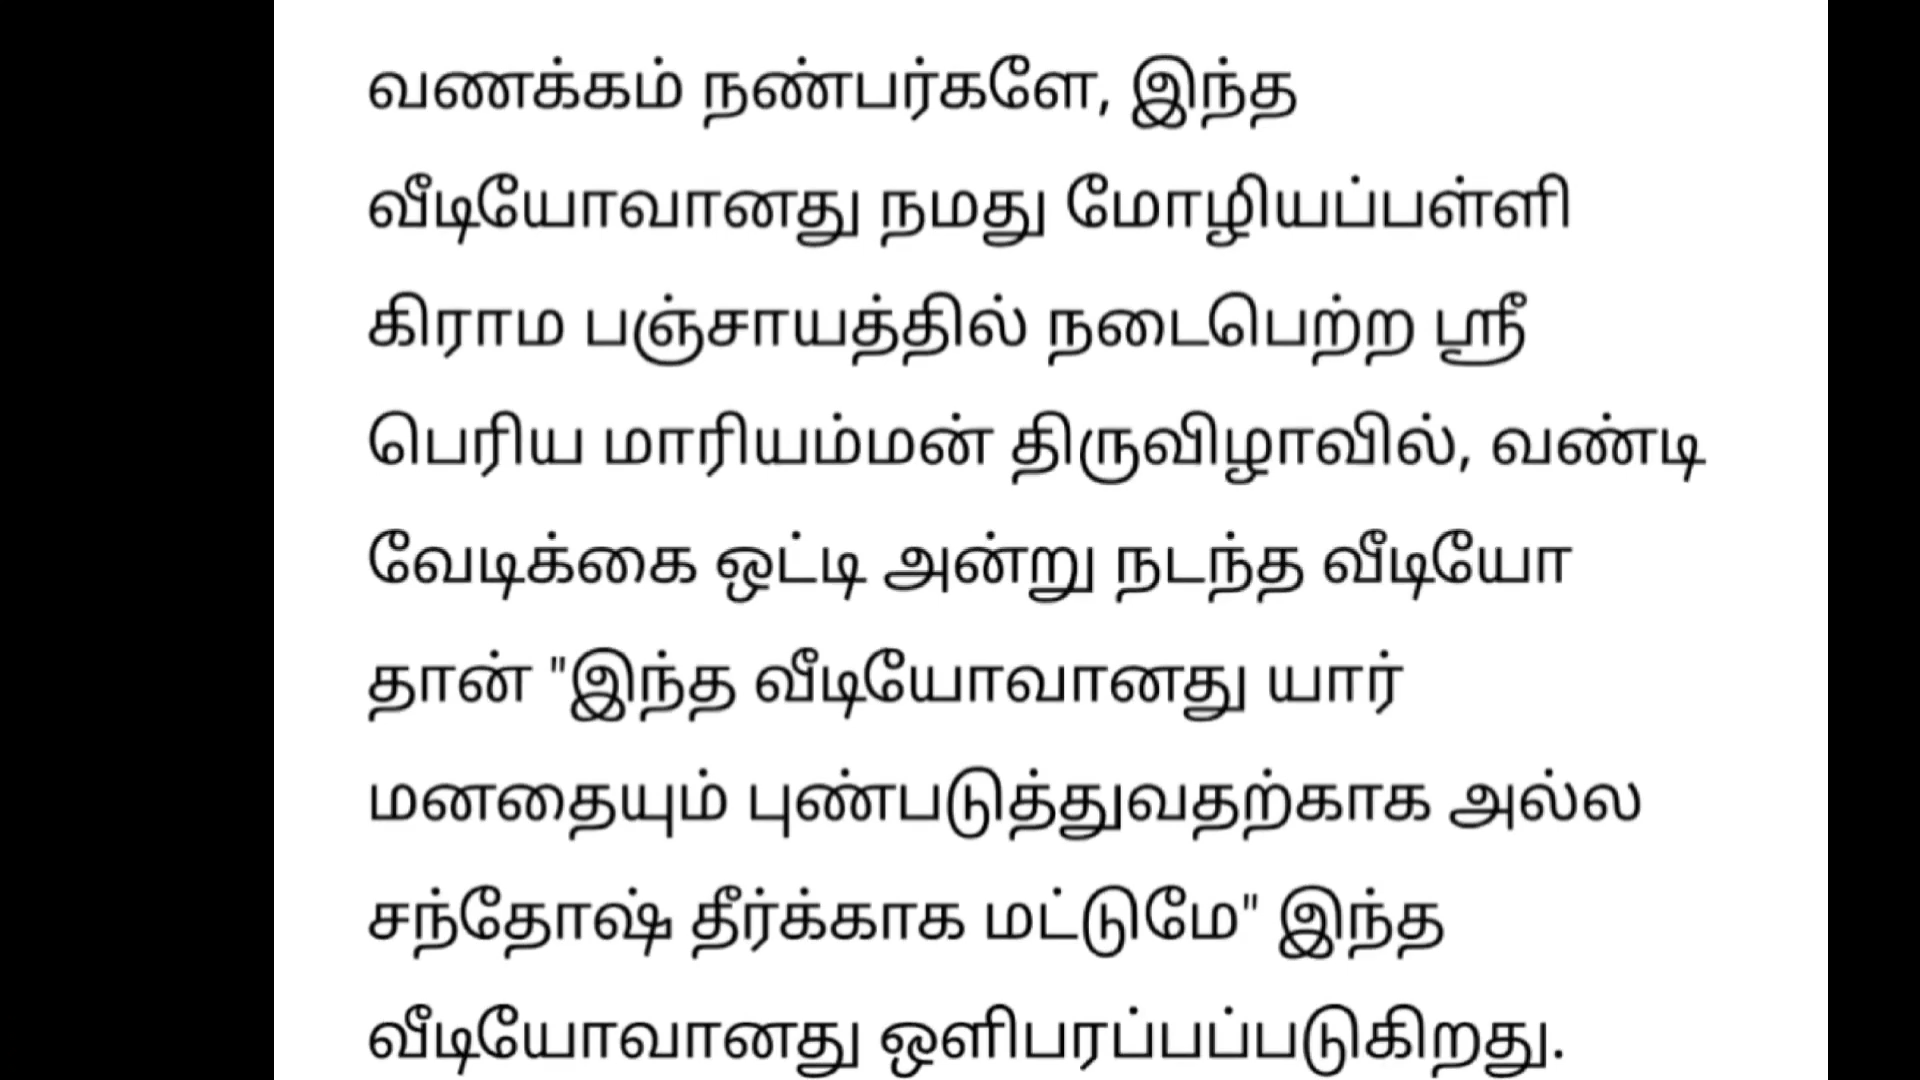 வணக்கம் நண்பர்களே, இந்த
வீடியோவானது நமது மோழியப்பள்ளி
கிராம பஞ்சாயத்தில் நடைபெற்ற ஸ்ரீ
பெரிய மாரியம்மன் திருவிழாவில், வண்டி
வேடிக்கை ஒட்டி அன்று நடந்த வீடியோ
தான் "இந்த வீடியோவானது யார்
மனதையும் புண்படுத்துவதற்காக அல்ல
சந்தோஷ் தீர்க்காக மட்டுமே" இந்த
வீடியோவானது ஒளிபரப்பப்படுகிறது.